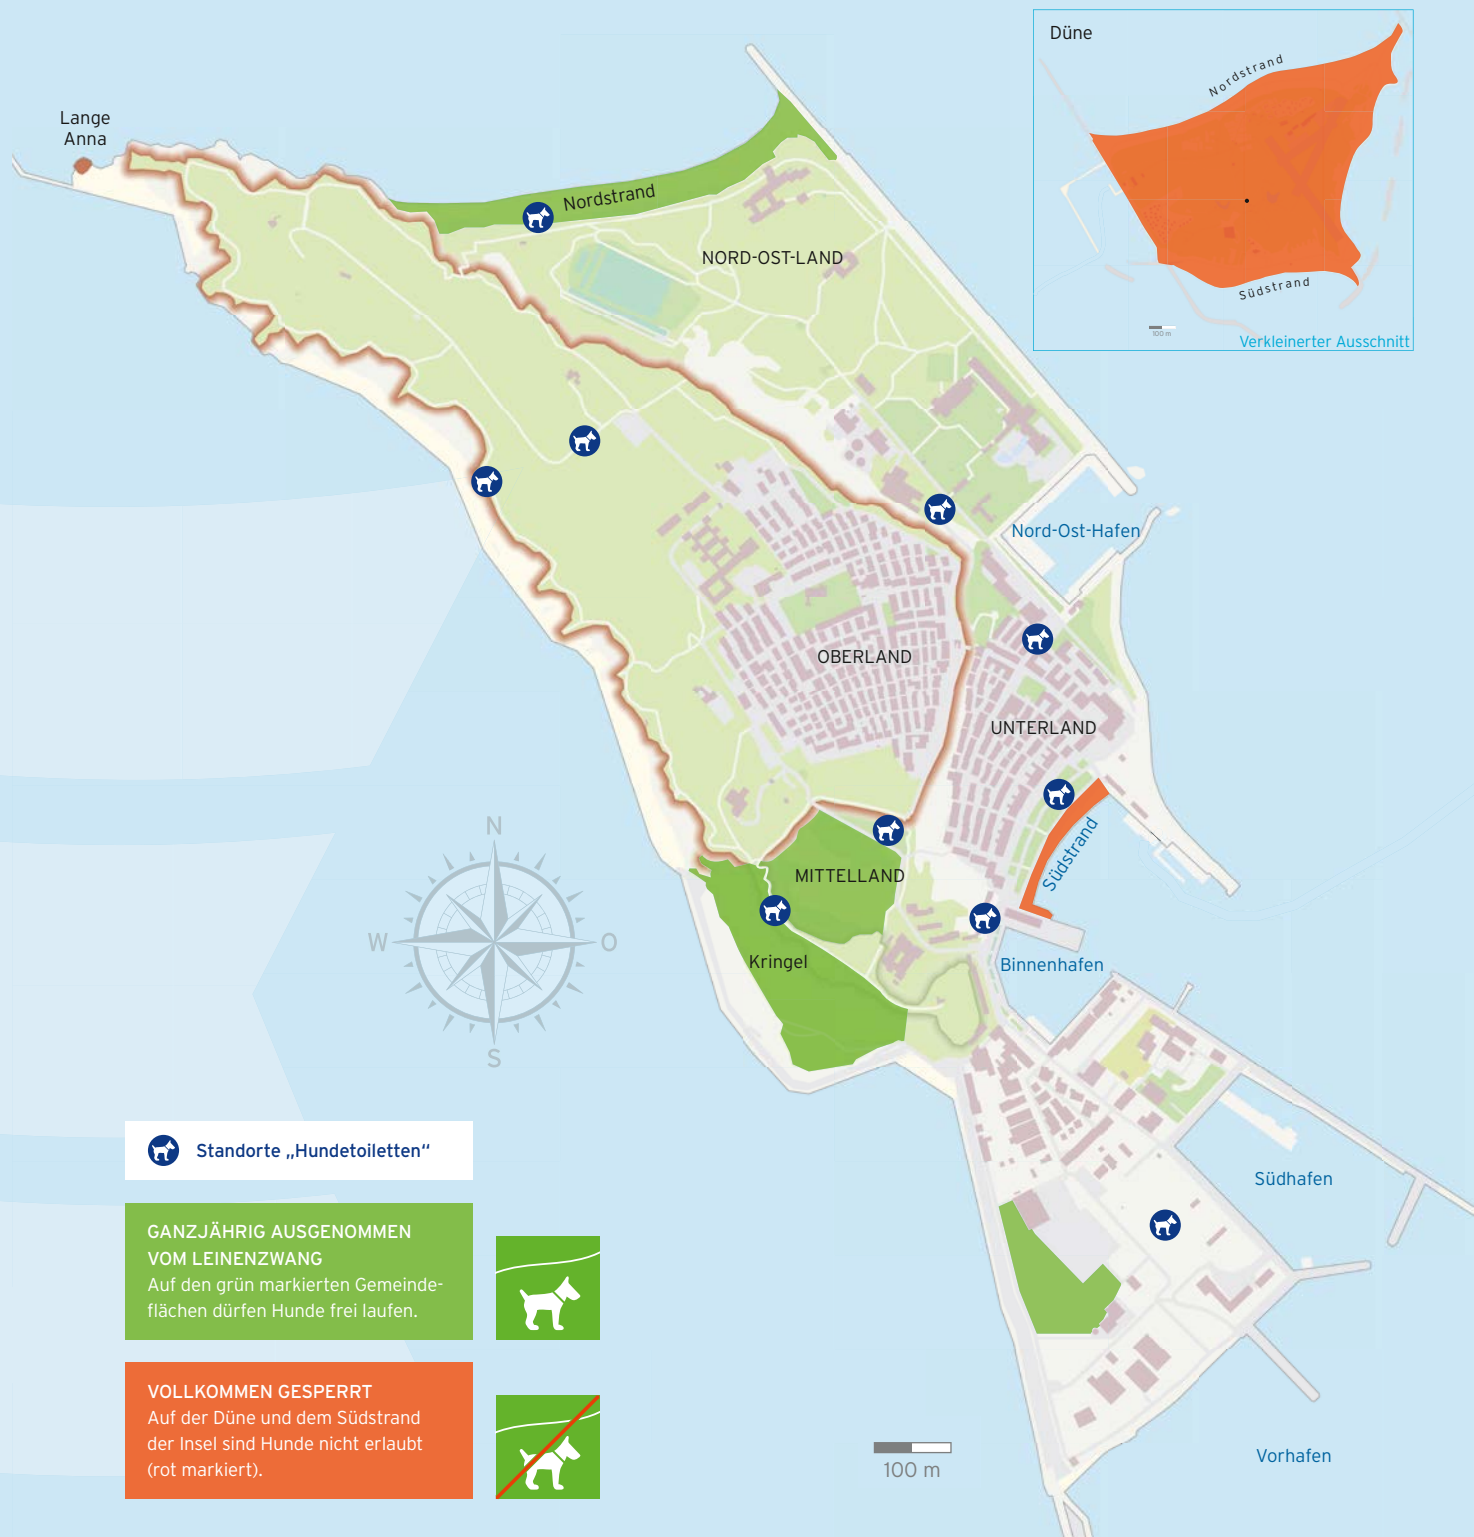 Düne
Nordstrand
Südstrand
100 m
Verkleinerter Ausschnitt
Lange
Anna
Nordstrand
NORD-OST-LAND
Nord-Ost-Hafen
OBERLAND
UNTERLAND
Südstrand
MITTELLAND
Kringel
Binnenhafen
N
W
O
S
Südhafen
Vorhafen
100 m
Standorte „Hundetoiletten“
GANZJÄHRIG AUSGENOMMEN
VOM LEINENZWANG
Auf den grün markierten Gemeinde-
flächen dürfen Hunde frei laufen.
VOLLKOMMEN GESPERRT
Auf der Düne und dem Südstrand
der Insel sind Hunde nicht erlaubt
(rot markiert).